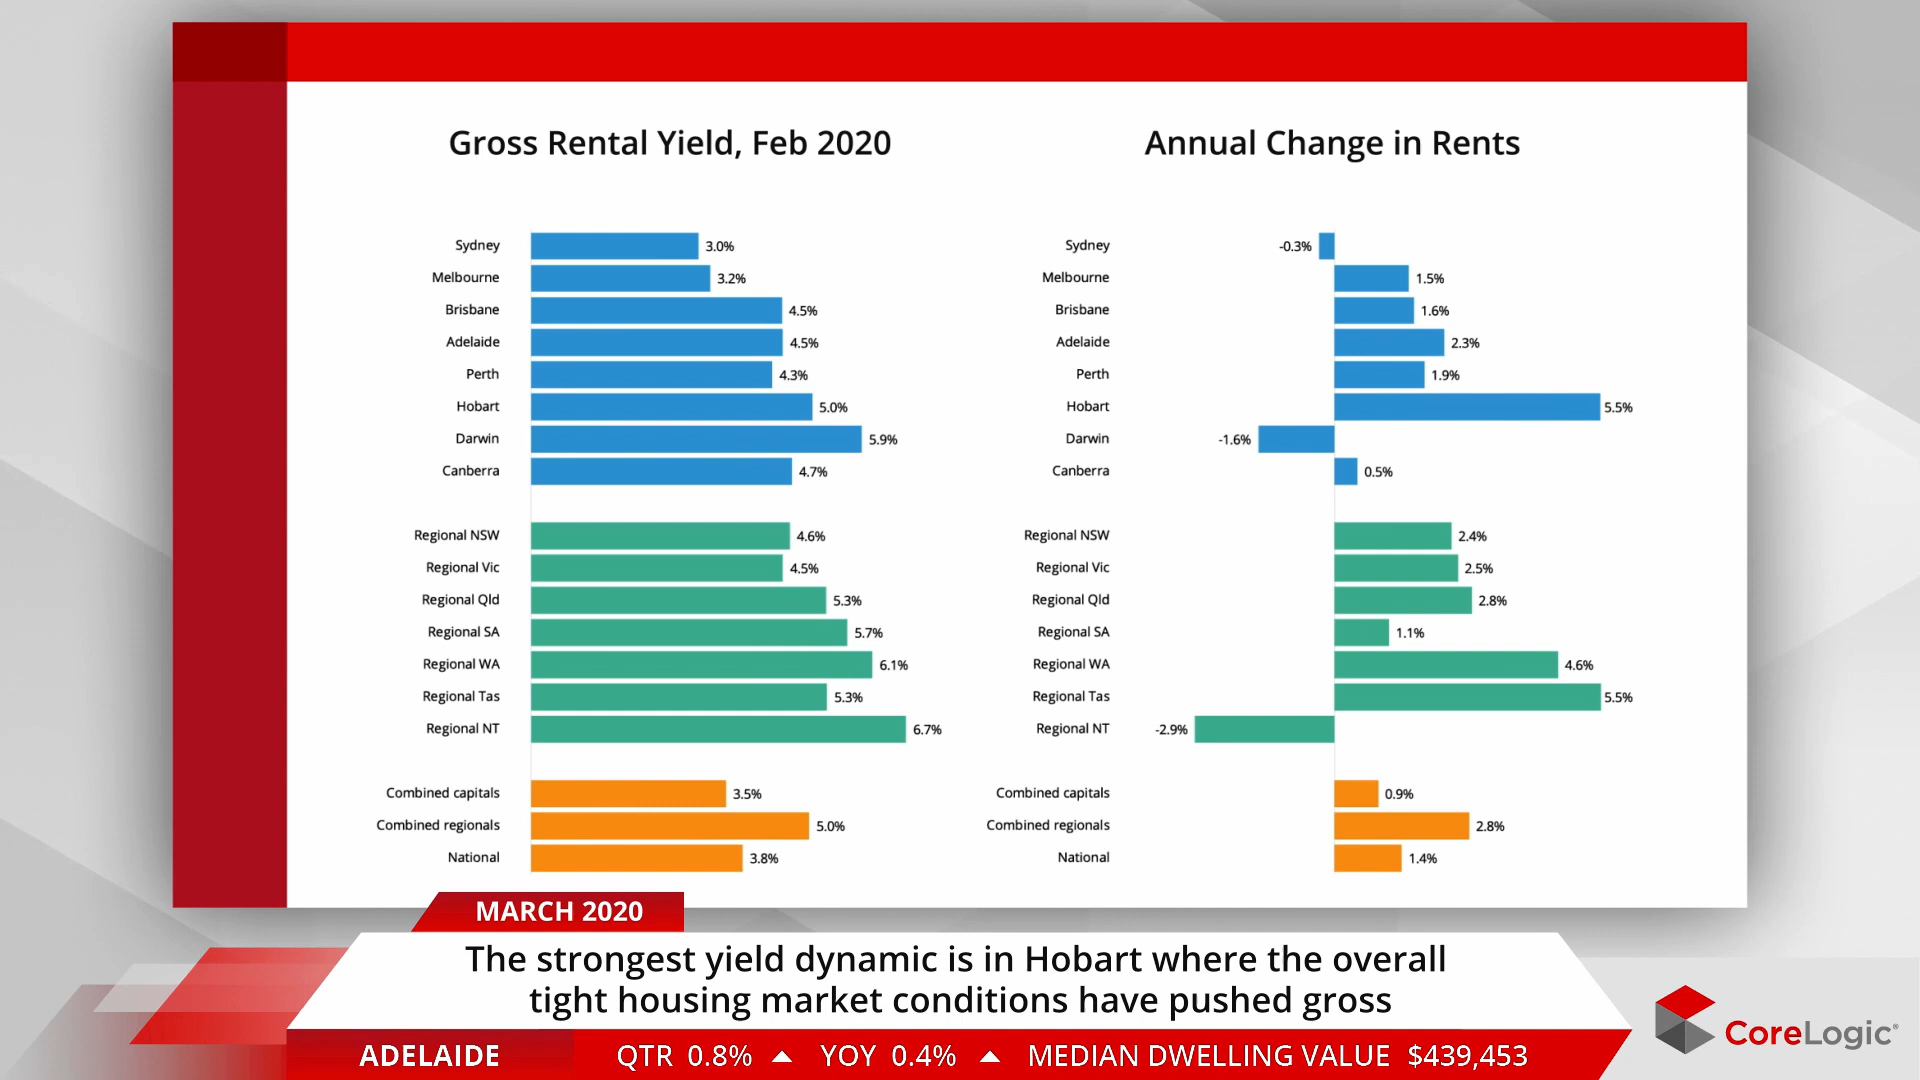 Gross Rental Yield, Feb 2020
Sydney 3.0%
Melbourne 3.2%
Brisbane 4.5%
Adelaide 4.5%
Perth 4.3%
Hobart 5.0%
Darwin 5.9%
Canberra 4.7%
Regional NSW 4.6%
Regional Vic 4.5%
Regional Qld 5.3%
Regional SA 5.7%
Regional WA 6.1%
Regional Tas 5.3%
Regional NT 6.7%
Combined capitals 3.5%
Combined regionals 5.0%
National 3.8%
Annual Change in Rents
Sydney -0.3%
Melbourne 1.5%
Brisbane 1.6%
Adelaide 2.3%
Perth 1.9%
Hobart 5.5%
Darwin -1.6%
Canberra 0.5%
Regional NSW 2.4%
Regional Vic 2.5%
Regional Qld 2.8%
Regional SA 1.1%
Regional WA 4.6%
Regional Tas 5.5%
Regional NT -2.9%
Combined capitals 0.9%
Combined regionals 2.8%
National 1.4%
MARCH 2020
The strongest yield dynamic is in Hobart where the overall
tight housing market conditions have pushed gross
ADELAIDE QTR 0.8% ▲ YOY 0.4% ▲ MEDIAN DWELLING VALUE $439,453
CoreLogic®